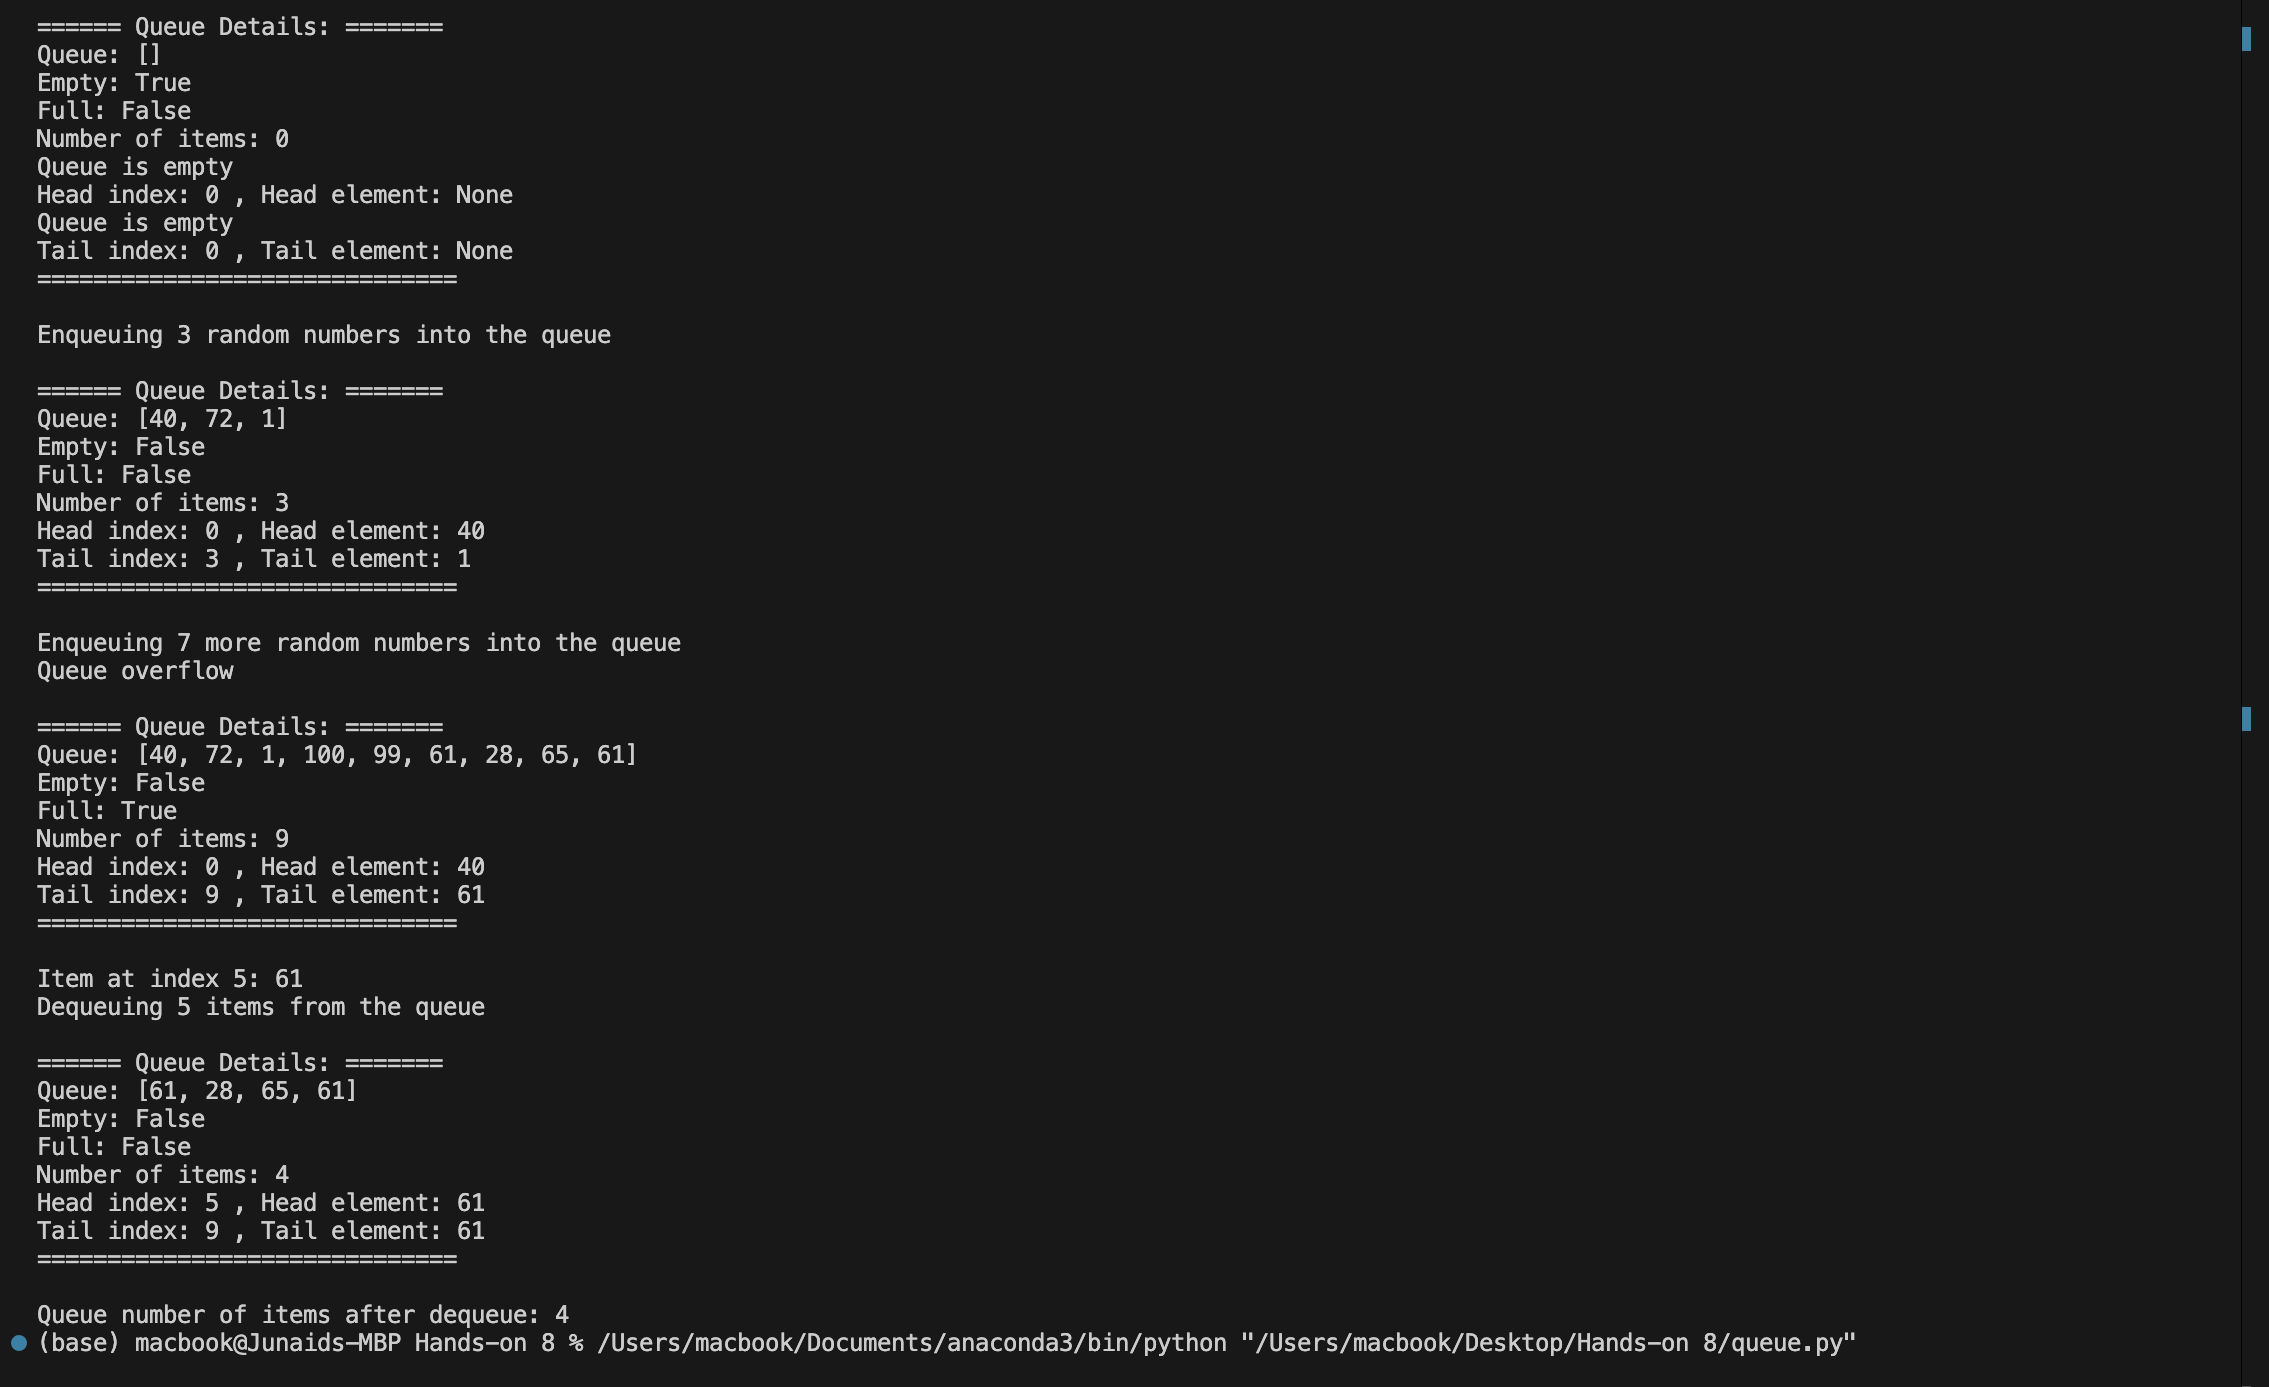 ====== Queue Details: =======
Queue: []
Empty: True
Full: False
Number of items: 0
Queue is empty
Head index: 0 , Head element: None
Queue is empty
Tail index: 0 , Tail element: None
==============================
Enqueuing 3 random numbers into the queue
====== Queue Details: =======
Queue: [40, 72, 1]
Empty: False
Full: False
Number of items: 3
Head index: 0 , Head element: 40
Tail index: 3 , Tail element: 1
==============================
Enqueuing 7 more random numbers into the queue
Queue overflow
====== Queue Details: =======
Queue: [40, 72, 1, 100, 99, 61, 28, 65, 61]
Empty: False
Full: True
Number of items: 9
Head index: 0 , Head element: 40
Tail index: 9 , Tail element: 61
==============================
Item at index 5: 61
Dequeuing 5 items from the queue
====== Queue Details: =======
Queue: [61, 28, 65, 61]
Empty: False
Full: False
Number of items: 4
Head index: 5 , Head element: 61
Tail index: 9 , Tail element: 61
==============================
Queue number of items after dequeue: 4
(base) macbook@Junaids-MBP Hands-on 8 % /Users/macbook/Documents/anaconda3/bin/python "/Users/macbook/Desktop/Hands-on 8/queue.py"